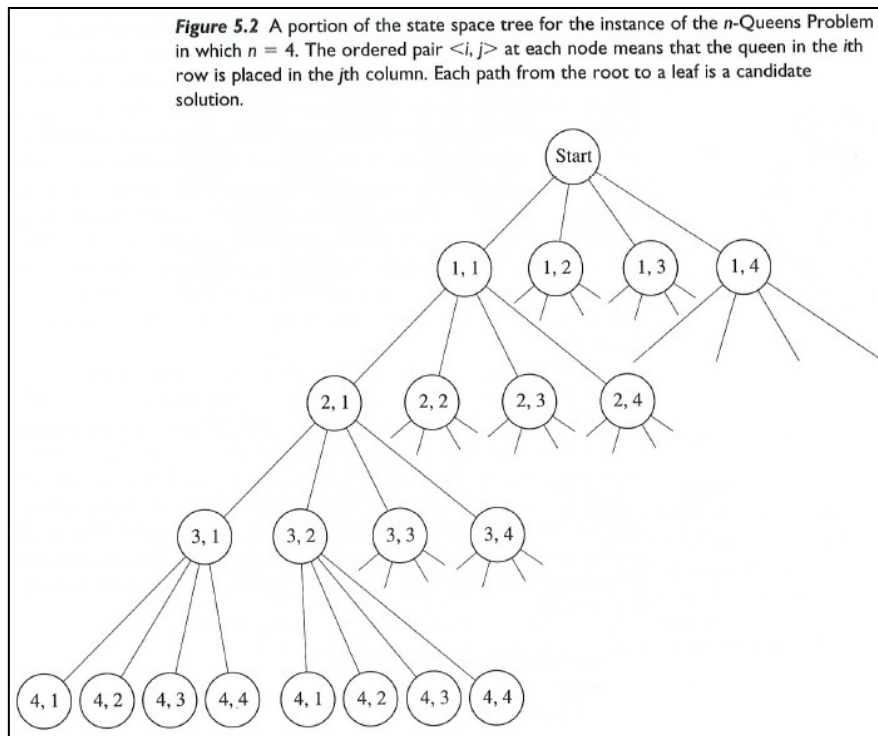 Figure 5.2 A portion of the state space tree for the instance of the n-Queens Problem
in which n = 4. The ordered pair <i, j> at each node means that the queen in the ith
row is placed in the jth column. Each path from the root to a leaf is a candidate
solution.
Start
1, 1 1, 2 1, 3 1, 4
2, 1 2, 2 2, 3 2, 4
3, 1 3, 2 3, 3 3, 4
4, 1 4, 2 4, 3 4, 4 4, 1 4, 2 4, 3 4, 4